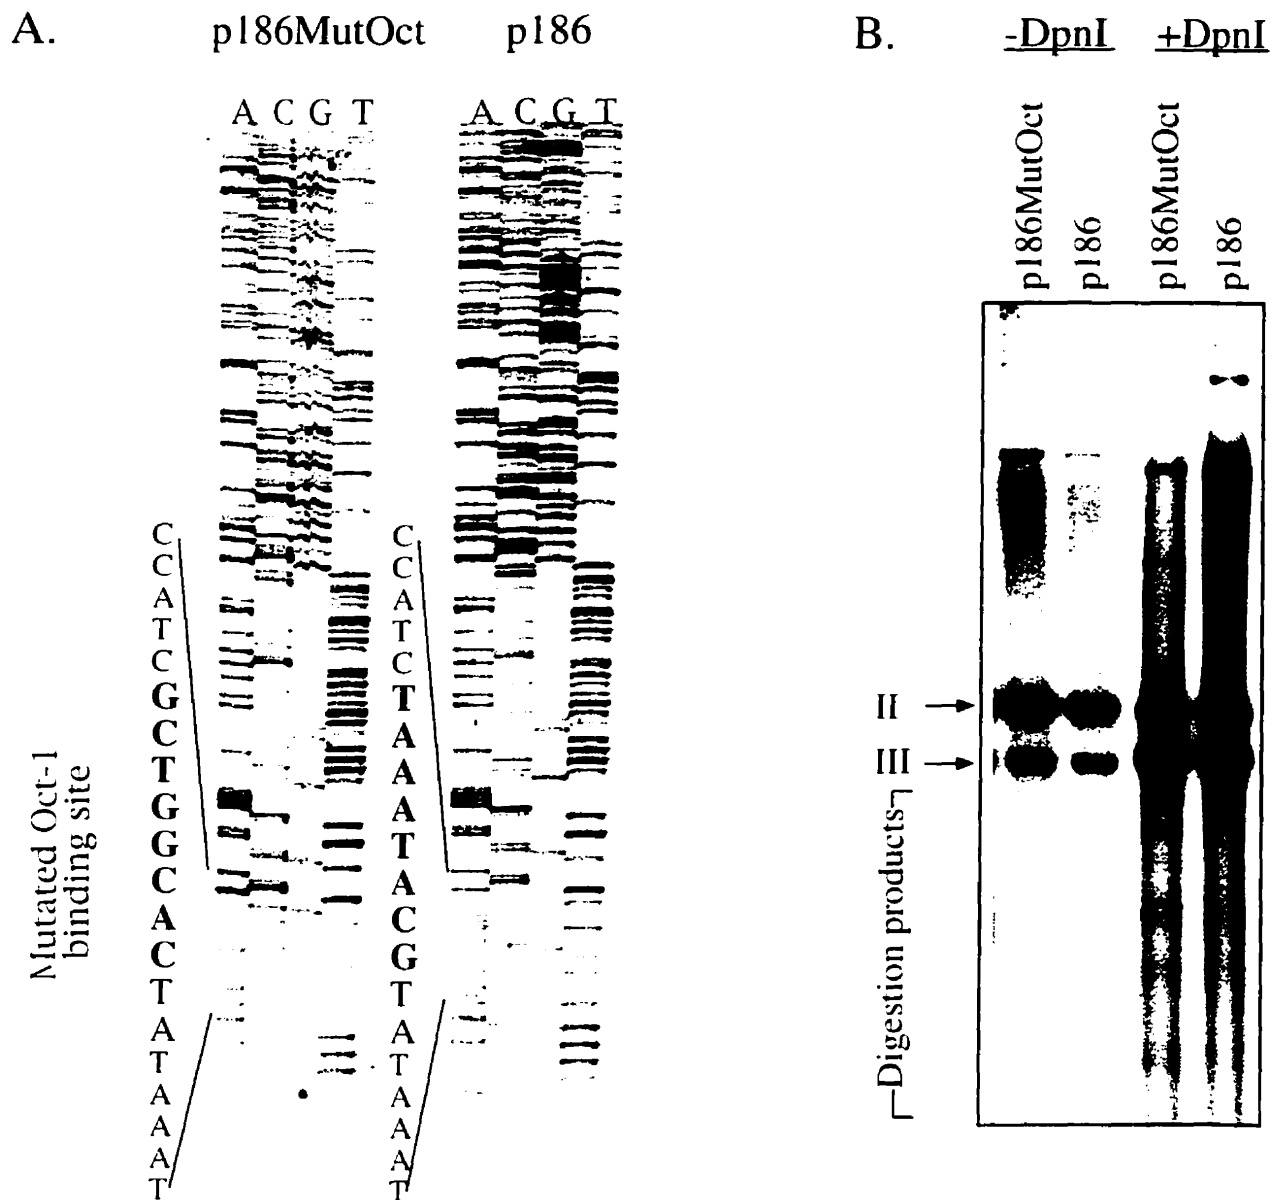 A.
p186MutOct p186
A C G T A C G T
C
C
A
T
C
G
C
T
G
G
C
A
C
T
A
T
A
A
A
T
Mutated Oct-1
binding site
C
C
A
T
C
T
A
A
A
T
A
C
G
T
A
T
A
A
A
T
B.
-DpnI +DpnI
p186MutOct
p186
p186MutOct
p186
II
III
Digestion products